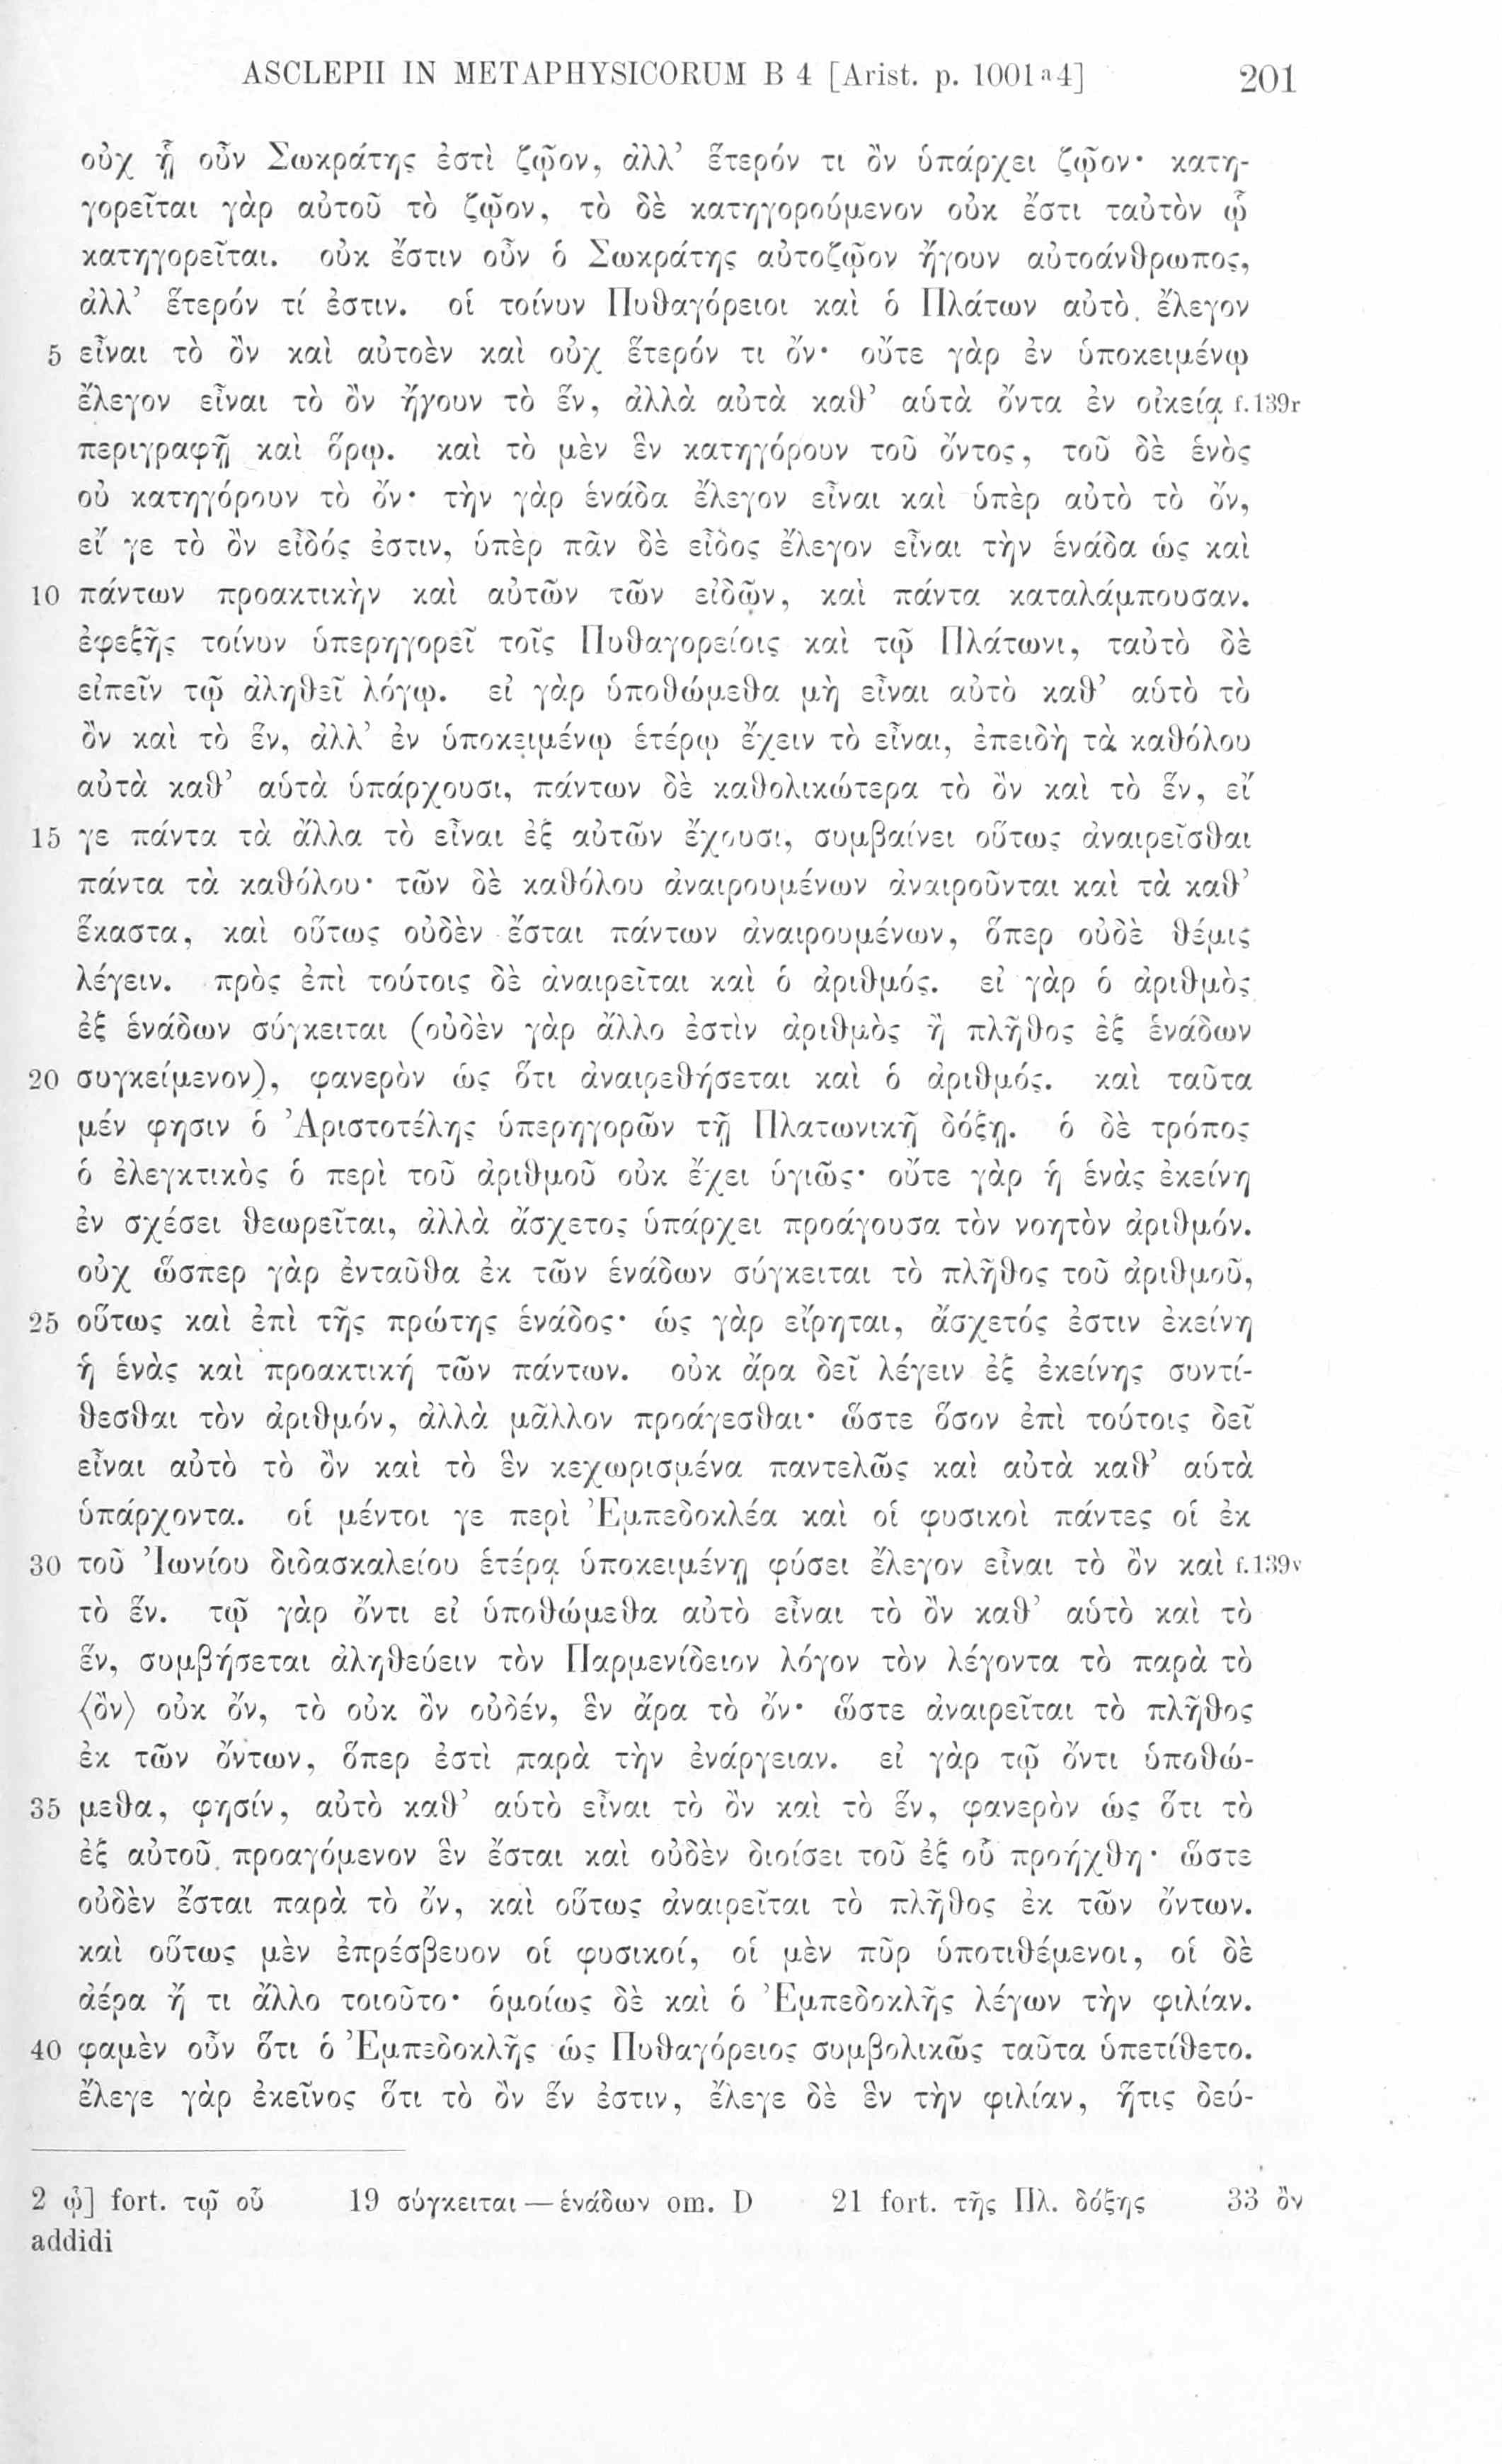 ASCLEPII IN METAPHYSICORUM B 4 [Arist. p. 1001ᵃ4] 201
οὐχ ᾗ οὖν Σωκράτης ἐστὶ ζῷον, ἀλλ’ ἕτερόν τι ὂν ὑπάρχει ζῷον· κατη-
γορεῖται γὰρ αὐτοῦ τὸ ζῷον, τὸ δὲ κατηγορούμενον οὐκ ἔστι ταὐτὸν ᾧ
κατηγορεῖται. οὐκ ἔστιν οὖν ὁ Σωκράτης αὐτοζῷον ἤγουν αὐτοάνθρωπος,
ἀλλ’ ἕτερόν τί ἐστιν. οἱ τοίνυν Πυθαγόρειοι καὶ ὁ Πλάτων αὐτὸ ἔλεγον
5 εἶναι τὸ ὂν καὶ αὐτοὲν καὶ οὐχ ἕτερόν τι ὄν· οὔτε γὰρ ἐν ὑποκειμένῳ
ἔλεγον εἶναι τὸ ὂν ἤγουν τὸ ἕν, ἀλλὰ αὐτὰ καθ’ αὑτὰ ὄντα ἐν οἰκείᾳ f.139r
περιγραφῇ καὶ ὅρῳ. καὶ τὸ μὲν ἓν κατηγόρουν τοῦ ὄντος, τοῦ δὲ ἑνὸς
οὐ κατηγόρουν τὸ ὄν· τὴν γὰρ ἑνάδα ἔλεγον εἶναι καὶ ὑπὲρ αὐτὸ τὸ ὄν,
εἴ γε τὸ ὂν εἶδός ἐστιν, ὑπὲρ πᾶν δὲ εἶδος ἔλεγον εἶναι τὴν ἑνάδα ὡς καὶ
10 πάντων προακτικὴν καὶ αὐτῶν τῶν εἰδῶν, καὶ πάντα καταλάμπουσαν.
ἐφεξῆς τοίνυν ὑπερηγορεῖ τοῖς Πυθαγορείοις καὶ τῷ Πλάτωνι, ταὐτὸ δὲ
εἰπεῖν τῷ ἀληθεῖ λόγῳ. εἰ γὰρ ὑποθώμεθα μὴ εἶναι αὐτὸ καθ’ αὑτὸ τὸ
ὂν καὶ τὸ ἕν, ἀλλ’ ἐν ὑποκειμένῳ ἑτέρῳ ἔχειν τὸ εἶναι, ἐπειδὴ τὰ καθόλου
αὐτὰ καθ’ αὑτὰ ὑπάρχουσι, πάντων δὲ καθολικώτερα τὸ ὂν καὶ τὸ ἕν, εἴ
15 γε πάντα τὰ ἄλλα τὸ εἶναι ἐξ αὐτῶν ἔχουσι, συμβαίνει οὕτως ἀναιρεῖσθαι
πάντα τὰ καθόλου· τῶν δὲ καθόλου ἀναιρουμένων ἀναιροῦνται καὶ τὰ καθ’
ἕκαστα, καὶ οὕτως οὐδὲν ἔσται πάντων ἀναιρουμένων, ὅπερ οὐδὲ θέμις
λέγειν. πρὸς ἐπὶ τούτοις δὲ ἀναιρεῖται καὶ ὁ ἀριθμός. εἰ γὰρ ὁ ἀριθμὸς
ἐξ ἑνάδων σύγκειται (οὐδὲν γὰρ ἄλλο ἐστὶν ἀριθμὸς ἢ πλῆθος ἐξ ἑνάδων
20 συγκείμενον), φανερὸν ὡς ὅτι ἀναιρεθήσεται καὶ ὁ ἀριθμός. καὶ ταῦτα
μέν φησιν ὁ Ἀριστοτέλης ὑπερηγορῶν τῇ Πλατωνικῇ δόξῃ. ὁ δὲ τρόπος
ὁ ἐλεγκτικὸς ὁ περὶ τοῦ ἀριθμοῦ οὐκ ἔχει ὑγιῶς· οὔτε γὰρ ἡ ἑνὰς ἐκείνη
ἐν σχέσει θεωρεῖται, ἀλλὰ ἄσχετος ὑπάρχει προάγουσα τὸν νοητὸν ἀριθμόν.
οὐχ ὥσπερ γὰρ ἐνταῦθα ἐκ τῶν ἑνάδων σύγκειται τὸ πλῆθος τοῦ ἀριθμοῦ,
25 οὕτως καὶ ἐπὶ τῆς πρώτης ἑνάδος· ὡς γὰρ εἴρηται, ἄσχετός ἐστιν ἐκείνη
ἡ ἑνὰς καὶ προακτική τῶν πάντων. οὐκ ἄρα δεῖ λέγειν ἐξ ἐκείνης συντί-
θεσθαι τὸν ἀριθμόν, ἀλλὰ μᾶλλον προάγεσθαι· ὥστε ὅσον ἐπὶ τούτοις δεῖ
εἶναι αὐτὸ τὸ ὂν καὶ τὸ ἓν κεχωρισμένα παντελῶς καὶ αὐτὰ καθ’ αὑτὰ
ὑπάρχοντα. οἱ μέντοι γε περὶ Ἐμπεδοκλέα καὶ οἱ φυσικοὶ πάντες οἱ ἐκ
30 τοῦ Ἰωνίου διδασκαλείου ἑτέρᾳ ὑποκειμένῃ φύσει ἔλεγον εἶναι τὸ ὂν καὶ f.139v
τὸ ἕν. τῷ γὰρ ὄντι εἰ ὑποθώμεθα αὐτὸ εἶναι τὸ ὂν καθ’ αὑτὸ καὶ τὸ
ἕν, συμβήσεται ἀληθεύειν τὸν Παρμενίδειον λόγον τὸν λέγοντα τὸ παρὰ τὸ
⟨ὂν⟩ οὐκ ὄν, τὸ οὐκ ὂν οὐδέν, ἓν ἄρα τὸ ὄν· ὥστε ἀναιρεῖται τὸ πλῆθος
ἐκ τῶν ὄντων, ὅπερ ἐστὶ παρὰ τὴν ἐνάργειαν. εἰ γὰρ τῷ ὄντι ὑποθώ-
35 μεθα, φησίν, αὐτὸ καθ’ αὑτὸ εἶναι τὸ ὂν καὶ τὸ ἕν, φανερὸν ὡς ὅτι τὸ
ἐξ αὐτοῦ προαγόμενον ἓν ἔσται καὶ οὐδὲν διοίσει τοῦ ἐξ οὗ προήχθη· ὥστε
οὐδὲν ἔσται παρὰ τὸ ὄν, καὶ οὕτως ἀναιρεῖται τὸ πλῆθος ἐκ τῶν ὄντων.
καὶ οὕτως μὲν ἐπρέσβευον οἱ φυσικοί, οἱ μὲν πῦρ ὑποτιθέμενοι, οἱ δὲ
ἀέρα ἤ τι ἄλλο τοιοῦτο· ὁμοίως δὲ καὶ ὁ Ἐμπεδοκλῆς λέγων τὴν φιλίαν.
40 φαμὲν οὖν ὅτι ὁ Ἐμπεδοκλῆς ὡς Πυθαγόρειος συμβολικῶς ταῦτα ὑπετίθετο.
ἔλεγε γὰρ ἐκεῖνος ὅτι τὸ ὂν ἕν ἐστιν, ἔλεγε δὲ ἓν τὴν φιλίαν, ἥτις δεύ-
2 ᾧ] fort. τῷ οὗ 19 σύγκειται — ἑνάδων om. D 21 fort. τῆς Πλ. δόξης 33 ὂν
addidi